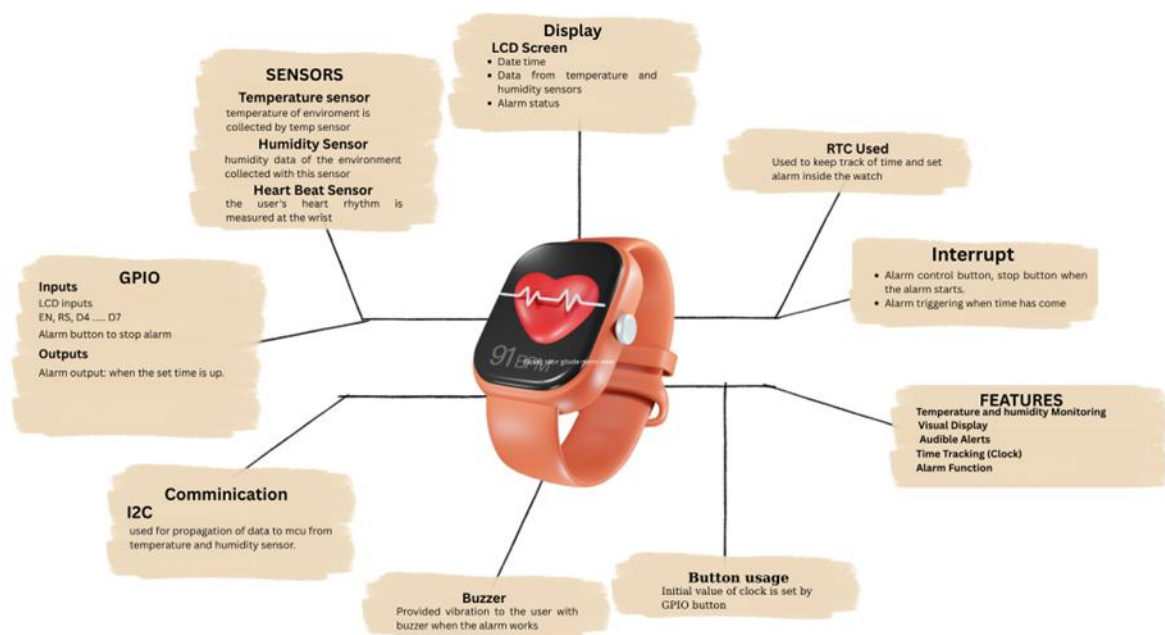 Display
LCD Screen
• Date time
• Data from temperature and
humidity sensors
• Alarm status
SENSORS
Temperature sensor
temperature of enviroment is
collected by temp sensor
Humidity Sensor
humidity data of the environment
collected with this sensor
Heart Beat Sensor
the user's heart rhythm is
measured at the wrist
RTC Used
Used to keep track of time and set
alarm inside the watch
Interrupt
• Alarm control button, stop button when
the alarm starts.
• Alarm triggering when time has come
GPIO
Inputs
LCD inputs
EN, RS, D4 ..... D7
Alarm button to stop alarm
Outputs
Alarm output: when the set time is up.
91 BPM
FEATURES
Temperature and humidity Monitoring
Visual Display
Audible Alerts
Time Tracking (Clock)
Alarm Function
Comminication
I2C
used for propagation of data to mcu from
temperature and humidity sensor.
Buzzer
Provided vibration to the user with
buzzer when the alarm works
Button usage
Initial value of clock is set by
GPIO button